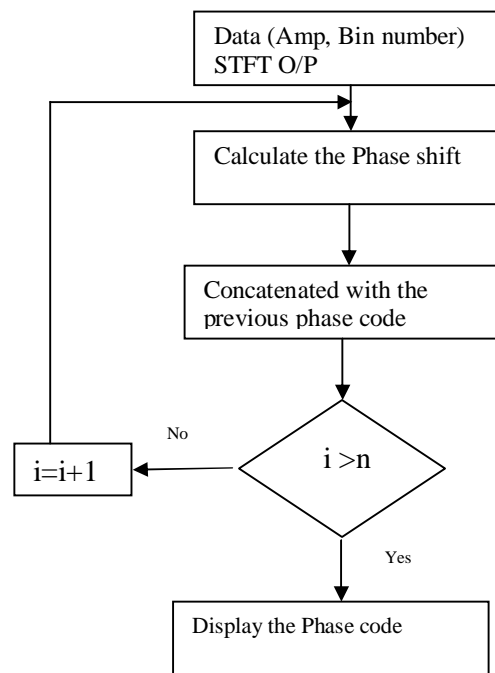 Data (Amp, Bin number)
STFT O/P
Calculate the Phase shift
Concatenated with the
previous phase code
No
i >n
i=i+1
Yes
Display the Phase code